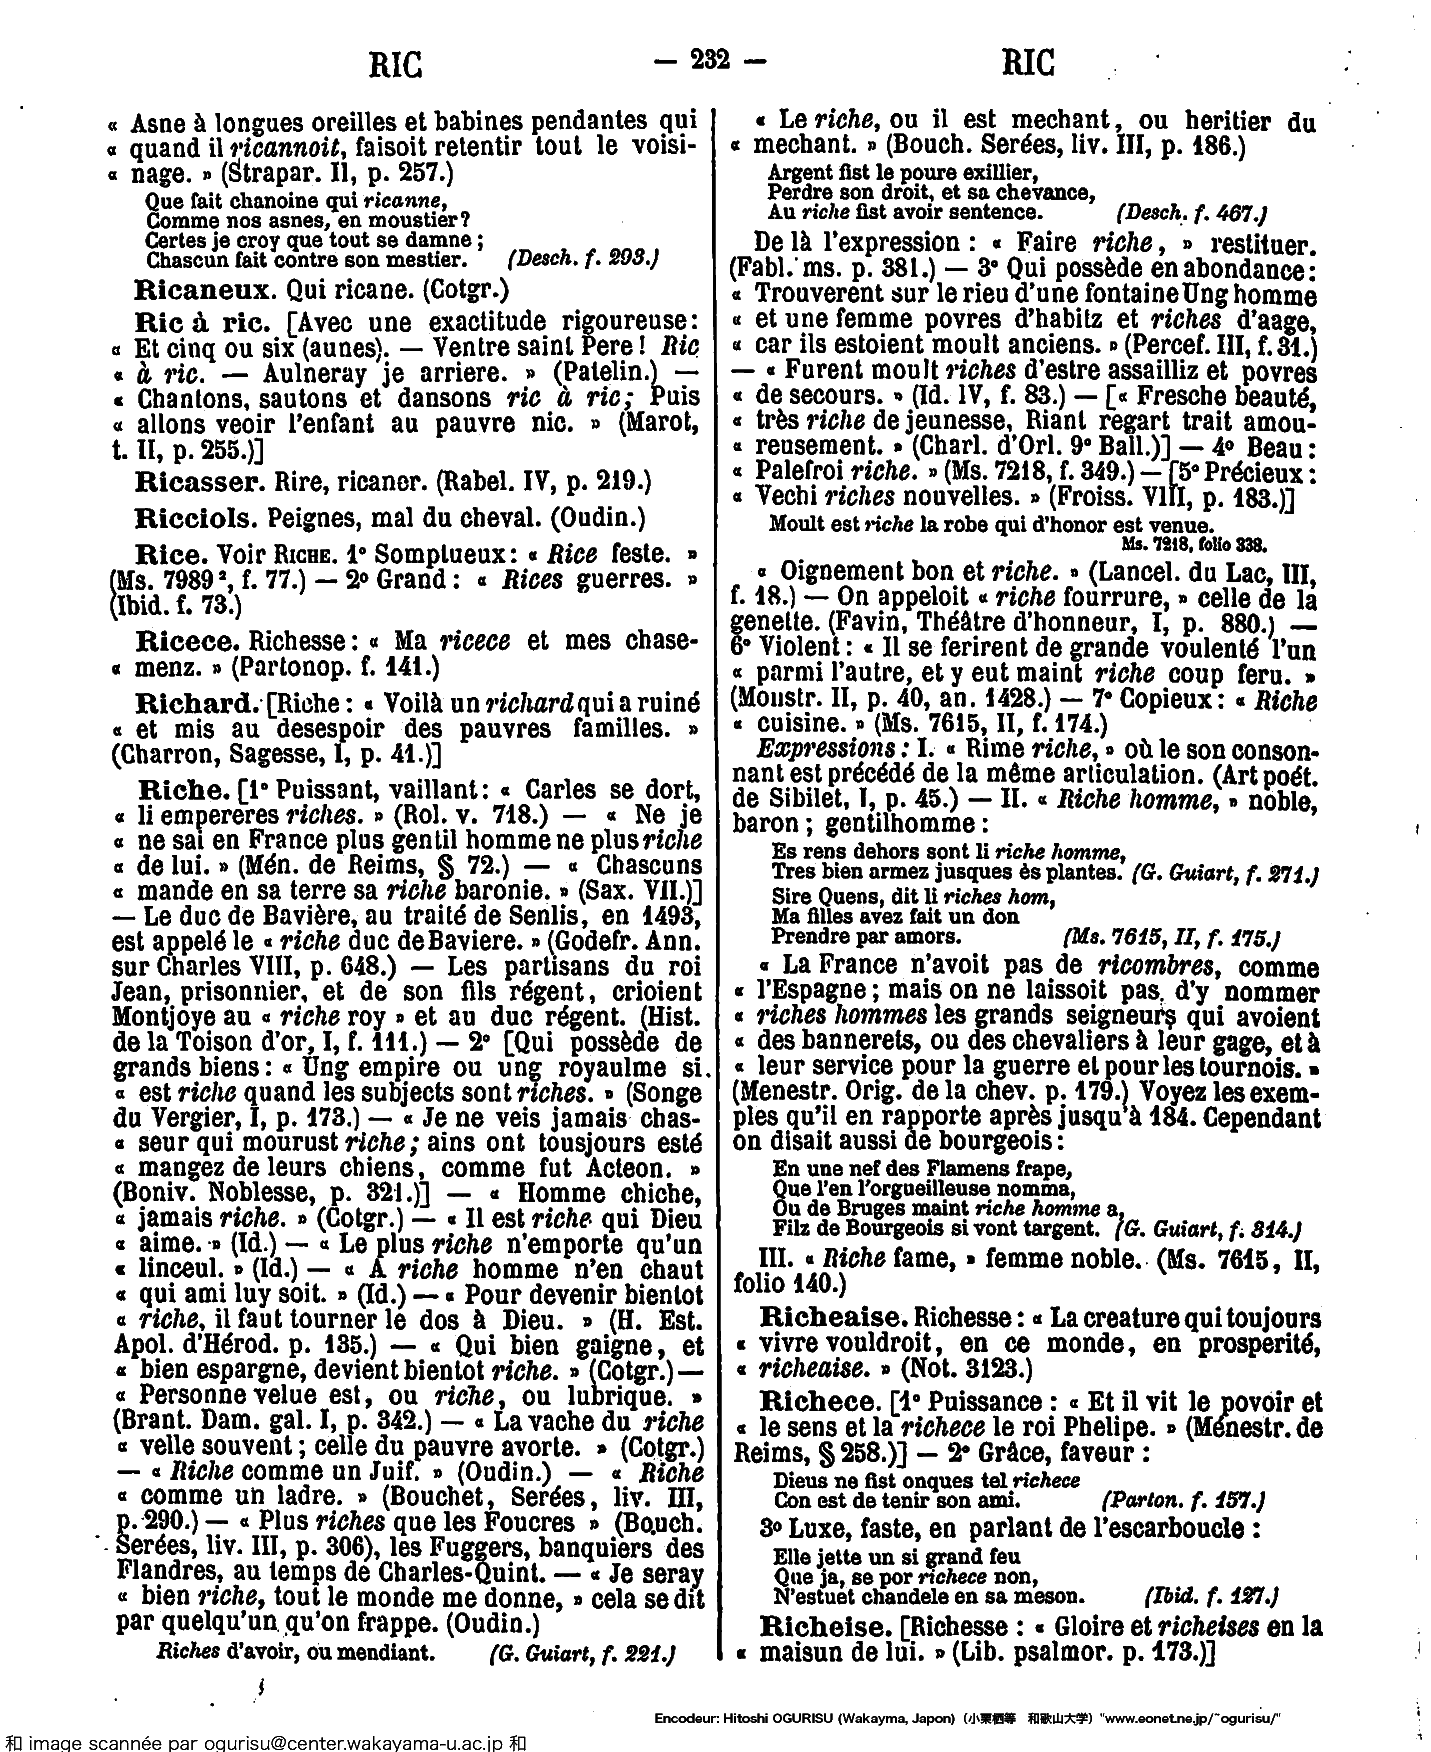 RIC — 232 — RIC
« Asne à longues oreilles et babines pendantes qui
« quand il ricannoit, faisoit retentir tout le voisi-
« nage. » (Strapar. II, p. 257.)
Que fait chanoine qui ricanne,
Comme nos asnes, en moustier?
Certes je croy que tout se damne ;
Chascun fait contre son mestier. (Desch. f. 293.)
Ricaneux. Qui ricane. (Cotgr.)
Ric à ric. [Avec une exactitude rigoureuse:
« Et cinq ou six (aunes). — Ventre saint Pere! Ric
« à ric. — Aulneray je arriere. » (Patelin.) —
« Chantons, sautons et dansons ric à ric; Puis
« allons veoir l'enfant au pauvre nic. » (Marot,
t. II, p. 255.)]
Ricasser. Rire, ricaner. (Rabel. IV, p. 219.)
Ricciols. Peignes, mal du cheval. (Oudin.)
Rice. Voir RICHE. 1° Somptueux: « Rice feste. »
(Ms. 7989 ², f. 77.) — 2° Grand : « Rices guerres. »
(Ibid. f. 73.)
Ricece. Richesse : « Ma ricece et mes chase-
« menz. » (Partonop. f. 141.)
Richard. [Riche : « Voilà un richard qui a ruiné
« et mis au desespoir des pauvres familles. »
(Charron, Sagesse, I, p. 41.)]
Riche. [1° Puissant, vaillant: « Carles se dort,
« li empereres riches. » (Rol. v. 718.) — « Ne je
« ne sai en France plus gentil homme ne plus riche
« de lui. » (Mén. de Reims, § 72.) — « Chascuns
« mande en sa terre sa riche baronie. » (Sax. VII.)]
— Le duc de Bavière, au traité de Senlis, en 1493,
est appelé le « riche duc de Baviere. » (Godefr. Ann.
sur Charles VIII, p. 648.) — Les partisans du roi
Jean, prisonnier, et de son fils régent, crioient
Montjoye au « riche roy » et au duc régent. (Hist.
de la Toison d'or, I, f. 111.) — 2° [Qui possède de
grands biens: « Ung empire ou ung royaulme si
« est riche quand les subjects sont riches. » (Songe
du Vergier, I, p. 173.) — « Je ne veis jamais chas-
« seur qui mourust riche; ains ont tousjours esté
« mangez de leurs chiens, comme fut Acteon. »
(Boniv. Noblesse, p. 321.)] — « Homme chiche,
« jamais riche. » (Cotgr.) — « Il est riche qui Dieu
« aime. » (Id.) — « Le plus riche n'emporte qu'un
« linceul. » (Id.) — « A riche homme n'en chaut
« qui ami luy soit. » (Id.) — « Pour devenir bientot
« riche, il faut tourner le dos à Dieu. » (H. Est.
Apol. d'Hérod. p. 135.) — « Qui bien gaigne, et
« bien espargne, devient bientot riche. » (Cotgr.) —
« Personne velue est, ou riche, ou lubrique. »
(Brant. Dam. gal. I, p. 342.) — « La vache du riche
« velle souvent ; celle du pauvre avorte. » (Cotgr.)
— « Riche comme un Juif. » (Oudin.) — « Riche
« comme un ladre. » (Bouchet, Serées, liv. III,
p. 290.) — « Plus riches que les Foucres » (Bouch.
Serées, liv. III, p. 306), les Fuggers, banquiers des
Flandres, au temps de Charles-Quint. — « Je seray
« bien riche, tout le monde me donne, » cela se dit
par quelqu'un qu'on frappe. (Oudin.)
Riches d'avoir, ou mendiant. (G. Guiart, f. 221.)
« Le riche, ou il est mechant, ou heritier du
« mechant. » (Bouch. Serées, liv. III, p. 186.)
Argent fist le poure exillier,
Perdre son droit, et sa chevance,
Au riche fist avoir sentence. (Desch. f. 467.)
De là l'expression : « Faire riche, » restituer.
(Fabl. ms. p. 381.) — 3° Qui possède en abondance:
« Trouverent sur le rieu d'une fontaine Ung homme
« et une femme povres d'habitz et riches d'aage,
« car ils estoient moult anciens. » (Percef. III, f. 31.)
— « Furent moult riches d'estre assailliz et povres
« de secours. » (Id. IV, f. 83.) — [« Fresche beauté,
« très riche de jeunesse, Riant regart trait amou-
« reusement. » (Charl. d'Orl. 9° Ball.)] — 4° Beau :
« Palefroi riche. » (Ms. 7218, f. 349.) — [5° Précieux :
« Vechi riches nouvelles. » (Froiss. VIII, p. 183.)]
Moult est riche la robe qui d'honor est venue.
Ms. 7218, folio 338.
« Oignement bon et riche. » (Lancel. du Lac, III,
f. 18.) — On appeloit « riche fourrure, » celle de la
genette. (Favin, Théâtre d'honneur, I, p. 880.) —
6° Violent : « Il se ferirent de grande voulenté l'un
« parmi l'autre, et y eut maint riche coup feru. »
(Monstr. II, p. 40, an. 1428.) — 7° Copieux : « Riche
« cuisine. » (Ms. 7615, II, f. 174.)
Expressions : I. « Rime riche, » où le son conson-
nant est précédé de la même articulation. (Art poét.
de Sibilet, I, p. 45.) — II. « Riche homme, » noble,
baron ; gentilhomme :
Es rens dehors sont li riche homme,
Tres bien armez jusques ès plantes. (G. Guiart, f. 271.)
Sire Quens, dit li riches hom,
Ma filles avez fait un don
Prendre par amors. (Ms. 7615, II, f. 175.)
« La France n'avoit pas de ricombres, comme
« l'Espagne ; mais on ne laissoit pas d'y nommer
« riches hommes les grands seigneurs qui avoient
« des bannerets, ou des chevaliers à leur gage, et à
« leur service pour la guerre et pour les tournois. »
(Menestr. Orig. de la chev. p. 179.) Voyez les exem-
ples qu'il en rapporte après jusqu'à 184. Cependant
on disait aussi de bourgeois :
En une nef des Flamens frape,
Que l'en l'orgueilleuse nomma,
Ou de Bruges maint riche homme a,
Filz de Bourgeois si vont targent. (G. Guiart, f. 314.)
III. « Riche fame, » femme noble. (Ms. 7615, II,
folio 140.)
Richeaise. Richesse : « La creature qui toujours
« vivre vouldroit, en ce monde, en prosperité,
« richeaise. » (Not. 3123.)
Richece. [1° Puissance : « Et il vit le povoir et
« le sens et la richece le roi Phelipe. » (Ménestr. de
Reims, § 258.)] — 2° Grâce, faveur :
Dieus ne fist onques tel richece
Con est de tenir son ami. (Parton. f. 157.)
3° Luxe, faste, en parlant de l'escarboucle :
Elle jette un si grand feu
Que ja, se por richece non,
N'estuet chandele en sa meson. (Ibid. f. 127.)
Richeise. [Richesse : « Gloire et richeises en la
« maisun de lui. » (Lib. psalmor. p. 173.)]
Encodeur: Hitoshi OGURISU (Wakayma, Japon) (小栗栖等 和歌山大学) "www.eonet.ne.jp/~ogurisu/"
和 image scannée par ogurisu@center.wakayama-u.ac.jp 和